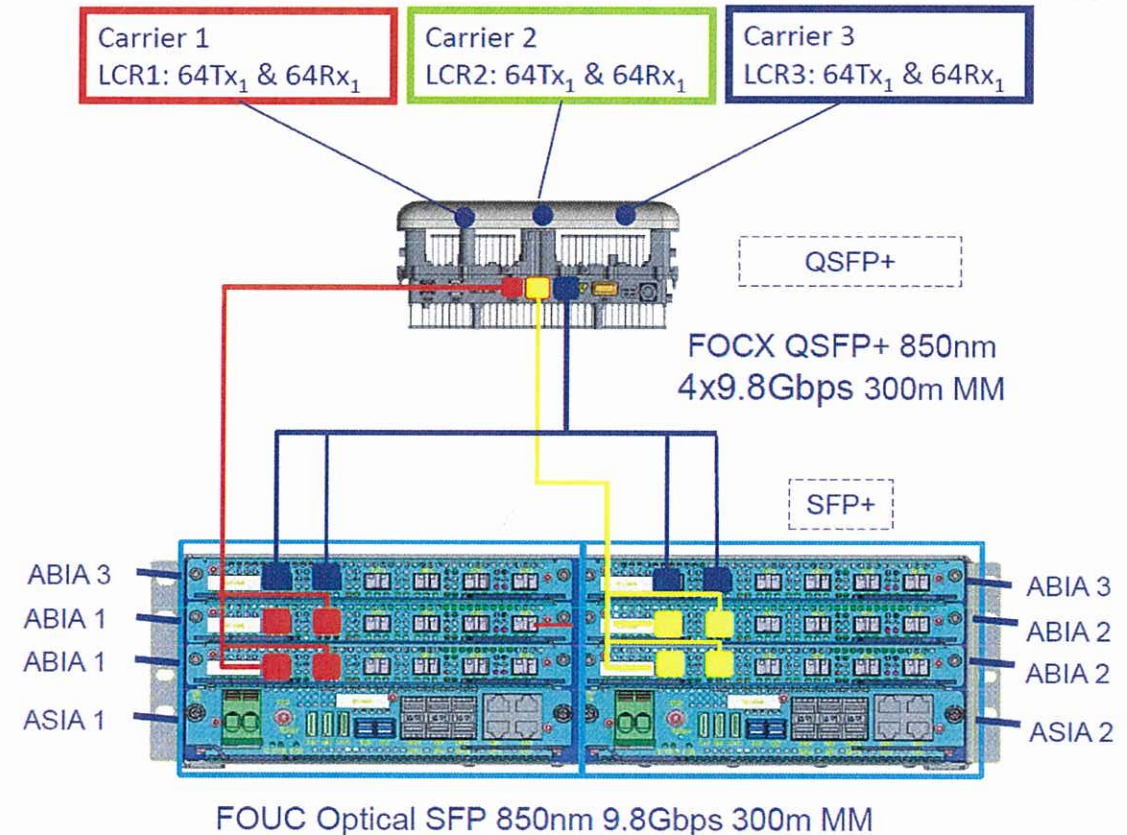 Carrier 1
LCR1: 64Tx₁ & 64Rx₁
Carrier 2
LCR2: 64Tx₁ & 64Rx₁
Carrier 3
LCR3: 64Tx₁ & 64Rx₁
QSFP+
FOCX QSFP+ 850nm
4x9.8Gbps 300m MM
SFP+
ABIA 3
ABIA 1
ABIA 1
ASIA 1
ABIA 3
ABIA 2
ABIA 2
ASIA 2
FOUC Optical SFP 850nm 9.8Gbps 300m MM